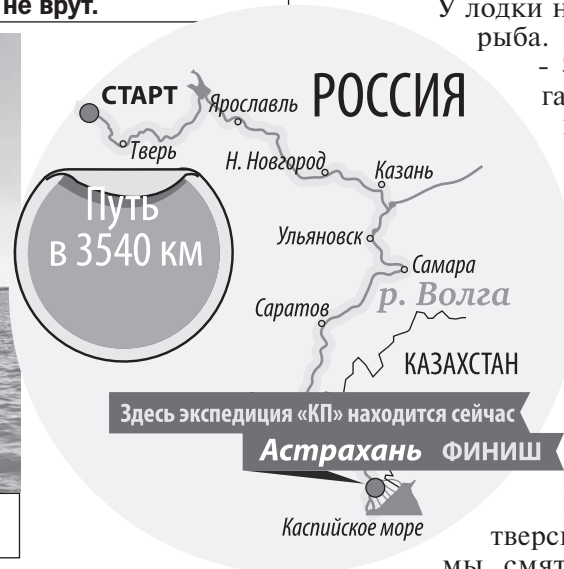 не врут.
У лодки н
рыба.
СТАРТ
Ярославль
РОССИЯ
Тверь
Н. Новгород
Казань
Путь
в 3540 км
Ульяновск
Самара
р. Волга
Саратов
КАЗАХСТАН
Здесь экспедиция «КП» находится сейчас
Астрахань ФИНИШ
Каспийское море
тверс
мы смят